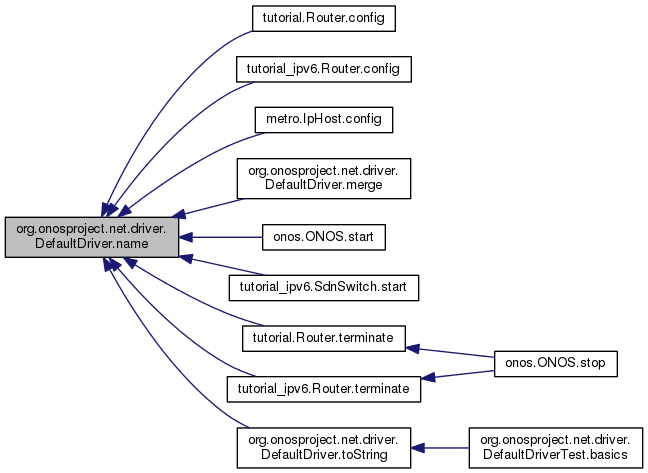 tutorial.Router.config
tutorial_ipv6.Router.config
metro.IpHost.config
org.onosproject.net.driver.
DefaultDriver.merge
org.onosproject.net.driver.
DefaultDriver.name
onos.ONOS.start
tutorial_ipv6.SdnSwitch.start
tutorial.Router.terminate
onos.ONOS.stop
tutorial_ipv6.Router.terminate
org.onosproject.net.driver.
DefaultDriver.toString
org.onosproject.net.driver.
DefaultDriverTest.basics